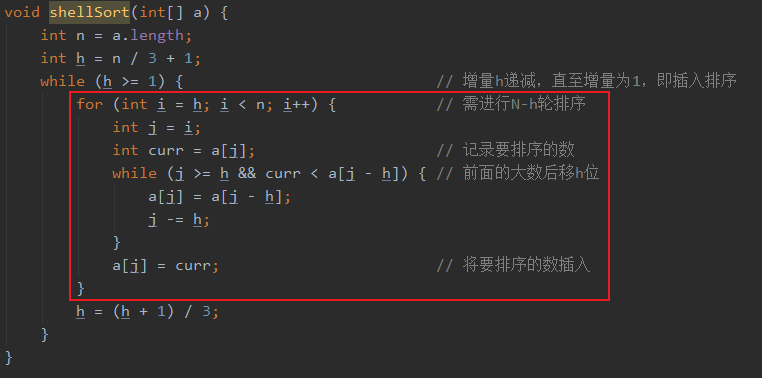 void shellSort(int[] a) {
    int n = a.length;
    int h = n / 3 + 1;
    while (h >= 1) {                                // 增量h递减，直至增量为1，即插入排序
        for (int i = h; i < n; i++) {               // 需进行N-h轮排序
            int j = i;
            int curr = a[j];                        // 记录要排序的数
            while (j >= h && curr < a[j - h]) { // 前面的大数后移h位
                a[j] = a[j - h];
                j -= h;
            }
            a[j] = curr;                            // 将要排序的数插入
        }
        h = (h + 1) / 3;
    }
}